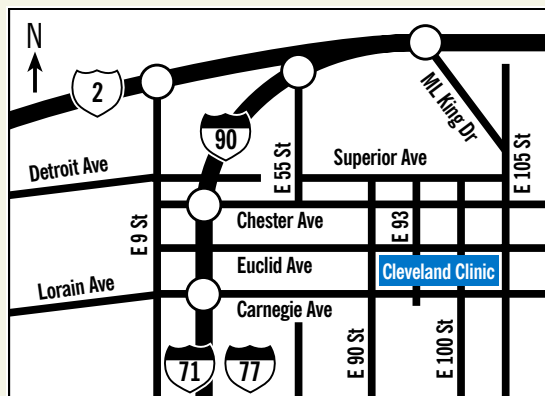 N
2
ML King Dr
90
E 55 St
Superior Ave
E 105 St
Detroit Ave
E 9 St
Chester Ave
E 93
Euclid Ave
Cleveland Clinic
Lorain Ave
Carnegie Ave
E 90 St
E 100 St
71
77